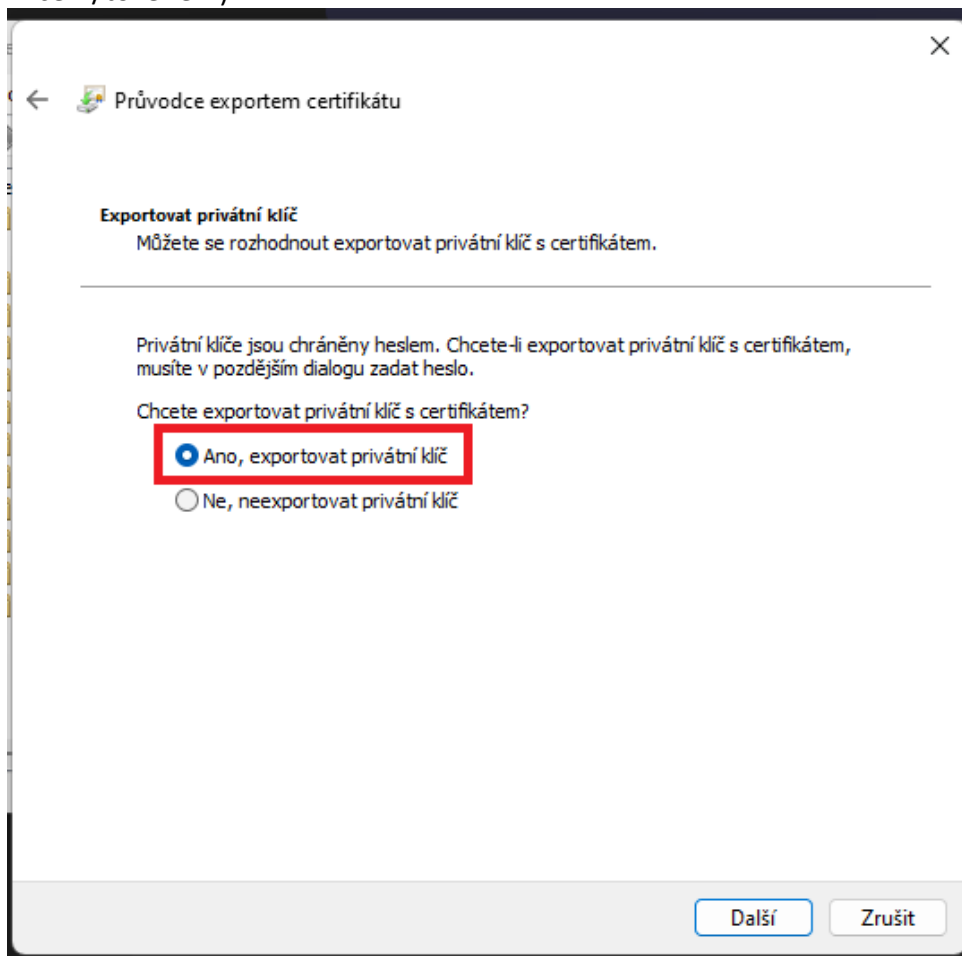 Průvodce exportem certifikátu
Exportovat privátní klíč
Můžete se rozhodnout exportovat privátní klíč s certifikátem.
Privátní klíče jsou chráněny heslem. Chcete-li exportovat privátní klíč s certifikátem,
musíte v pozdějším dialogu zadat heslo.
Chcete exportovat privátní klíč s certifikátem?
Ano, exportovat privátní klíč
Ne, neexportovat privátní klíč
Další
Zrušit